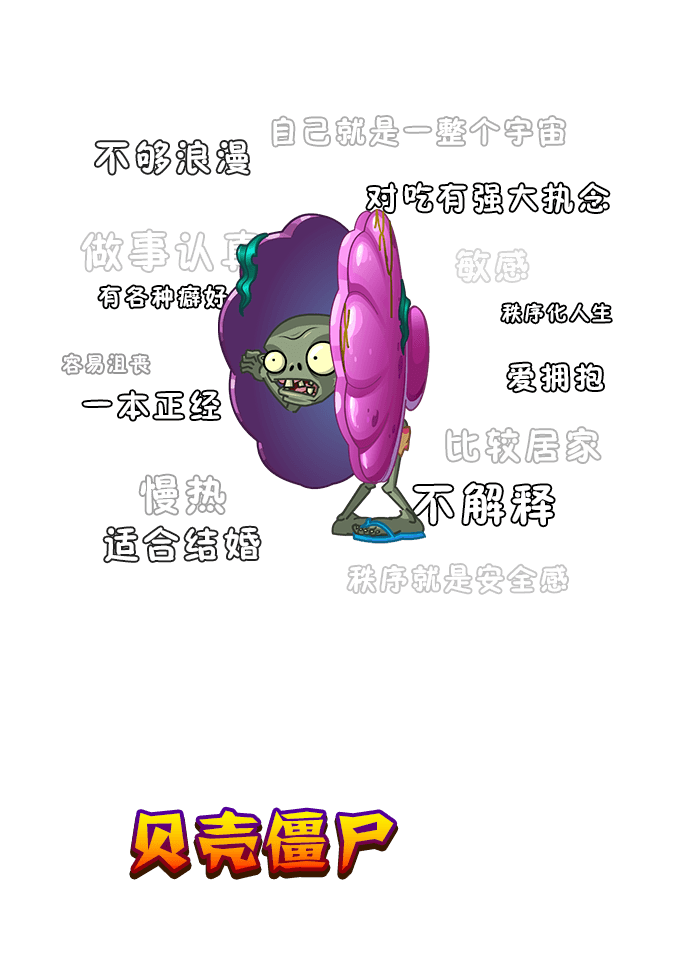 自己就是一整个宇宙
不够浪漫
对吃有强大执念
做事认真
敏感
有各种癖好
秩序化人生
容易沮丧
爱拥抱
一本正经
比较居家
慢热
不解释
适合结婚
秩序就是安全感
贝壳僵尸